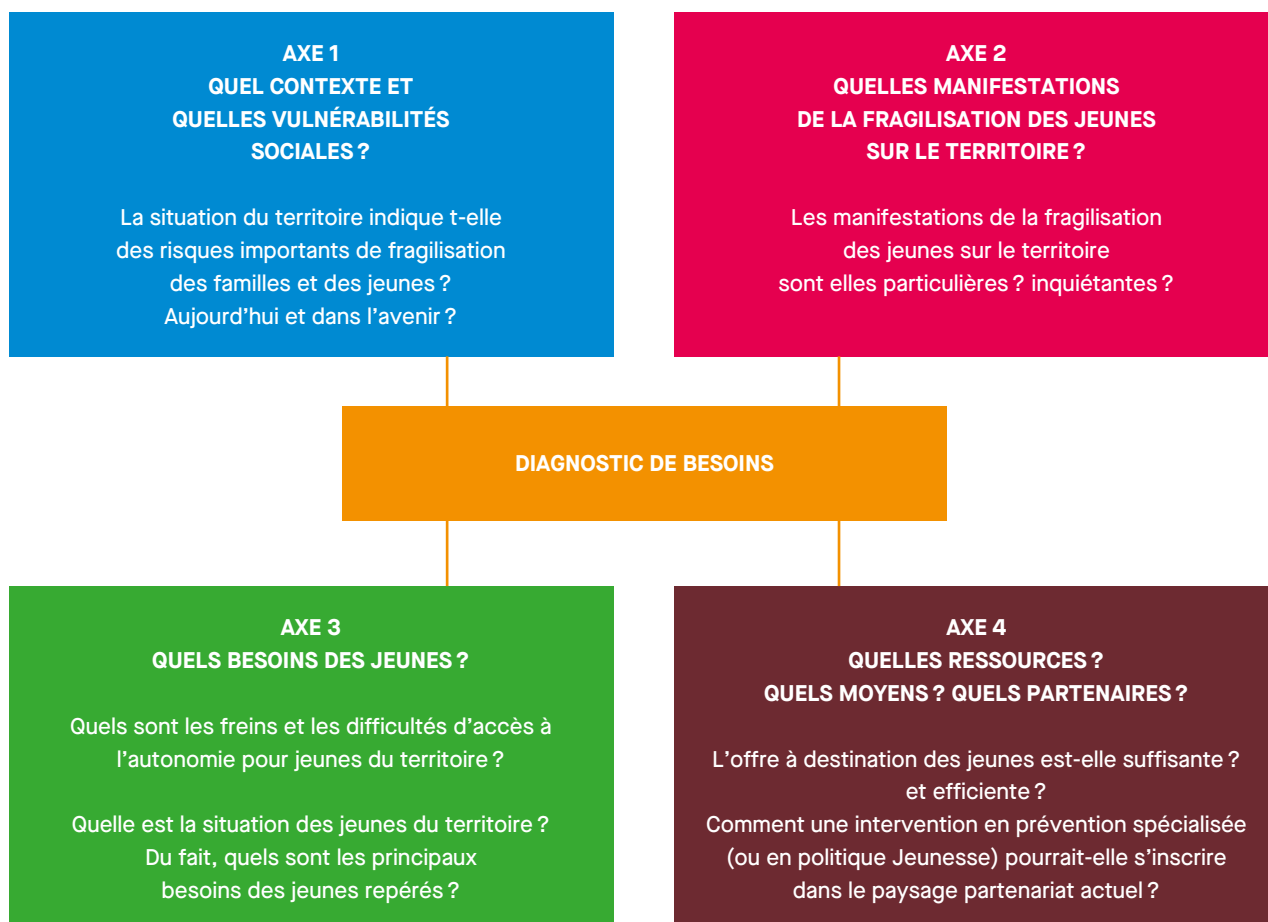 AXE 1
QUEL CONTEXTE ET
QUELLES VULNÉRABILITÉS
SOCIALES ?
La situation du territoire indique t-elle
des risques importants de fragilisation
des familles et des jeunes ?
Aujourd’hui et dans l’avenir ?
AXE 2
QUELLES MANIFESTATIONS
DE LA FRAGILISATION DES JEUNES
SUR LE TERRITOIRE ?
Les manifestations de la fragilisation
des jeunes sur le territoire
sont elles particulières ? inquiétantes ?
DIAGNOSTIC DE BESOINS
AXE 3
QUELS BESOINS DES JEUNES ?
Quels sont les freins et les difficultés d’accès à
l’autonomie pour jeunes du territoire ?
Quelle est la situation des jeunes du territoire ?
Du fait, quels sont les principaux
besoins des jeunes repérés ?
AXE 4
QUELLES RESSOURCES ?
QUELS MOYENS ? QUELS PARTENAIRES ?
L’offre à destination des jeunes est-elle suffisante ?
et efficiente ?
Comment une intervention en prévention spécialisée
(ou en politique Jeunesse) pourrait-elle s’inscrire
dans le paysage partenariat actuel ?